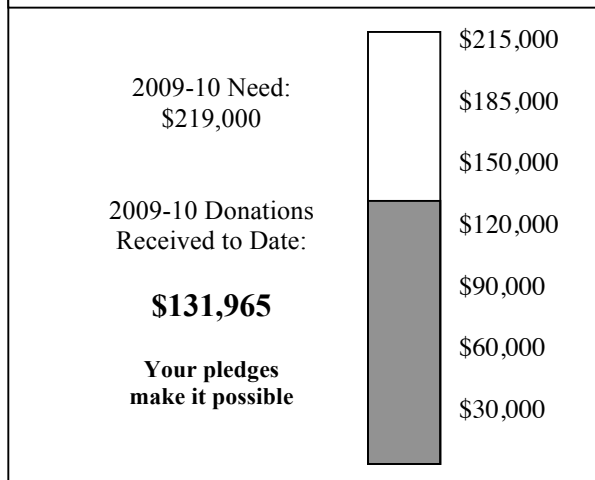 2009-10 Need:
$219,000
2009-10 Donations
Received to Date:
$131,965
Your pledges
make it possible
$215,000
$185,000
$150,000
$120,000
$90,000
$60,000
$30,000